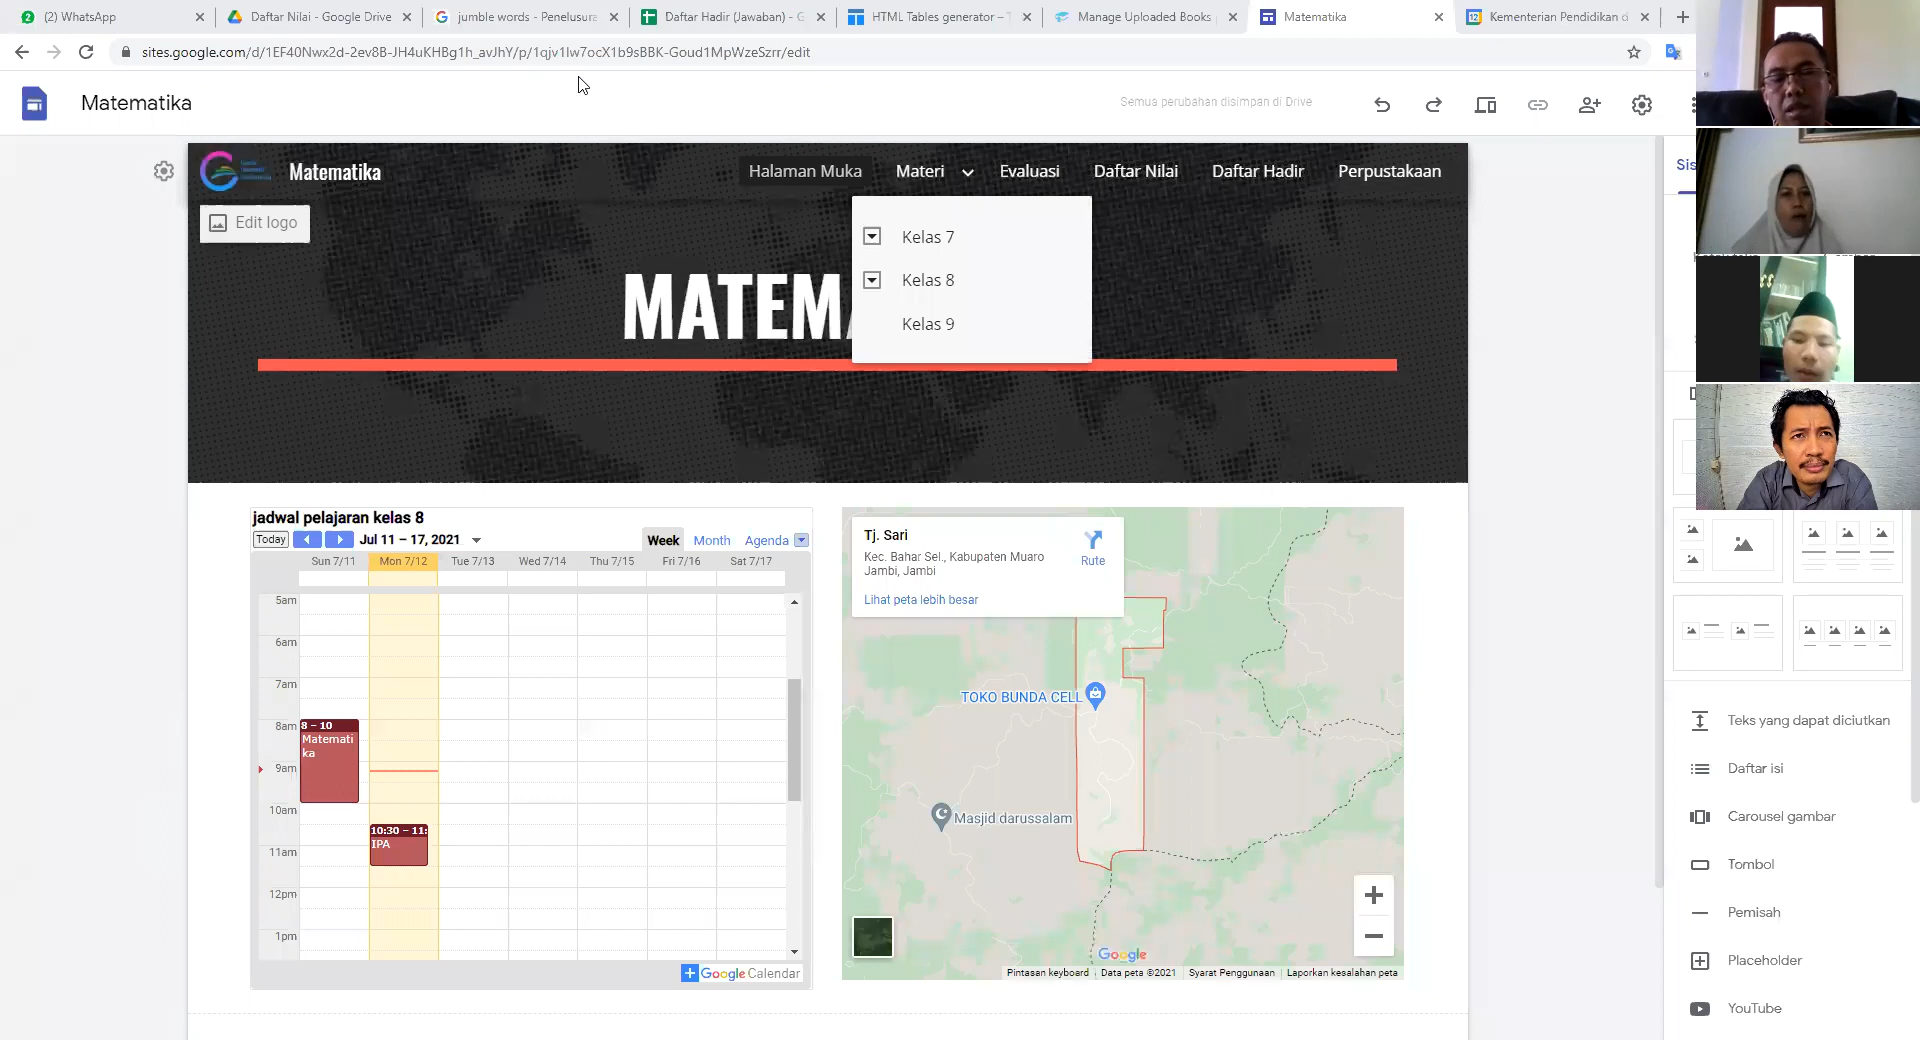 (2) WhatsApp
Daftar Nilai - Google Drive
jumble words - Penelusura
Daftar Hadir (Jawaban) - G
HTML Tables generator –
Manage Uploaded Books
Matematika
Kementerian Pendidikan d
sites.google.com/d/1EF40Nwx2d-2ev8B-JH4uKHBg1h_avJhY/p/1qjv1lw7ocX1b9sBBK-Goud1MpWzeSzrr/edit
Matematika
Semua perubahan disimpan di Drive
Matematika
Halaman Muka
Materi
Evaluasi
Daftar Nilai
Daftar Hadir
Perpustakaan
Sis
Edit logo
Kelas 7
Kelas 8
Kelas 9
MATEM
jadwal pelajaran kelas 8
Today
Jul 11 – 17, 2021
Week
Month
Agenda
Sun 7/11
Mon 7/12
Tue 7/13
Wed 7/14
Thu 7/15
Fri 7/16
Sat 7/17
5am
6am
7am
8am
9am
10am
11am
12pm
1pm
8 – 10
Matemati
ka
10:30 – 11:
IPA
Google Calendar
Tj. Sari
Kec. Bahar Sel., Kabupaten Muaro
Jambi, Jambi
Rute
Lihat peta lebih besar
TOKO BUNDA CELL
Masjid darussalam
Google
Pintasan keyboard
Data peta ©2021
Syarat Penggunaan
Laporkan kesalahan peta
Teks yang dapat diciutkan
Daftar isi
Carousel gambar
Tombol
Pemisah
Placeholder
YouTube